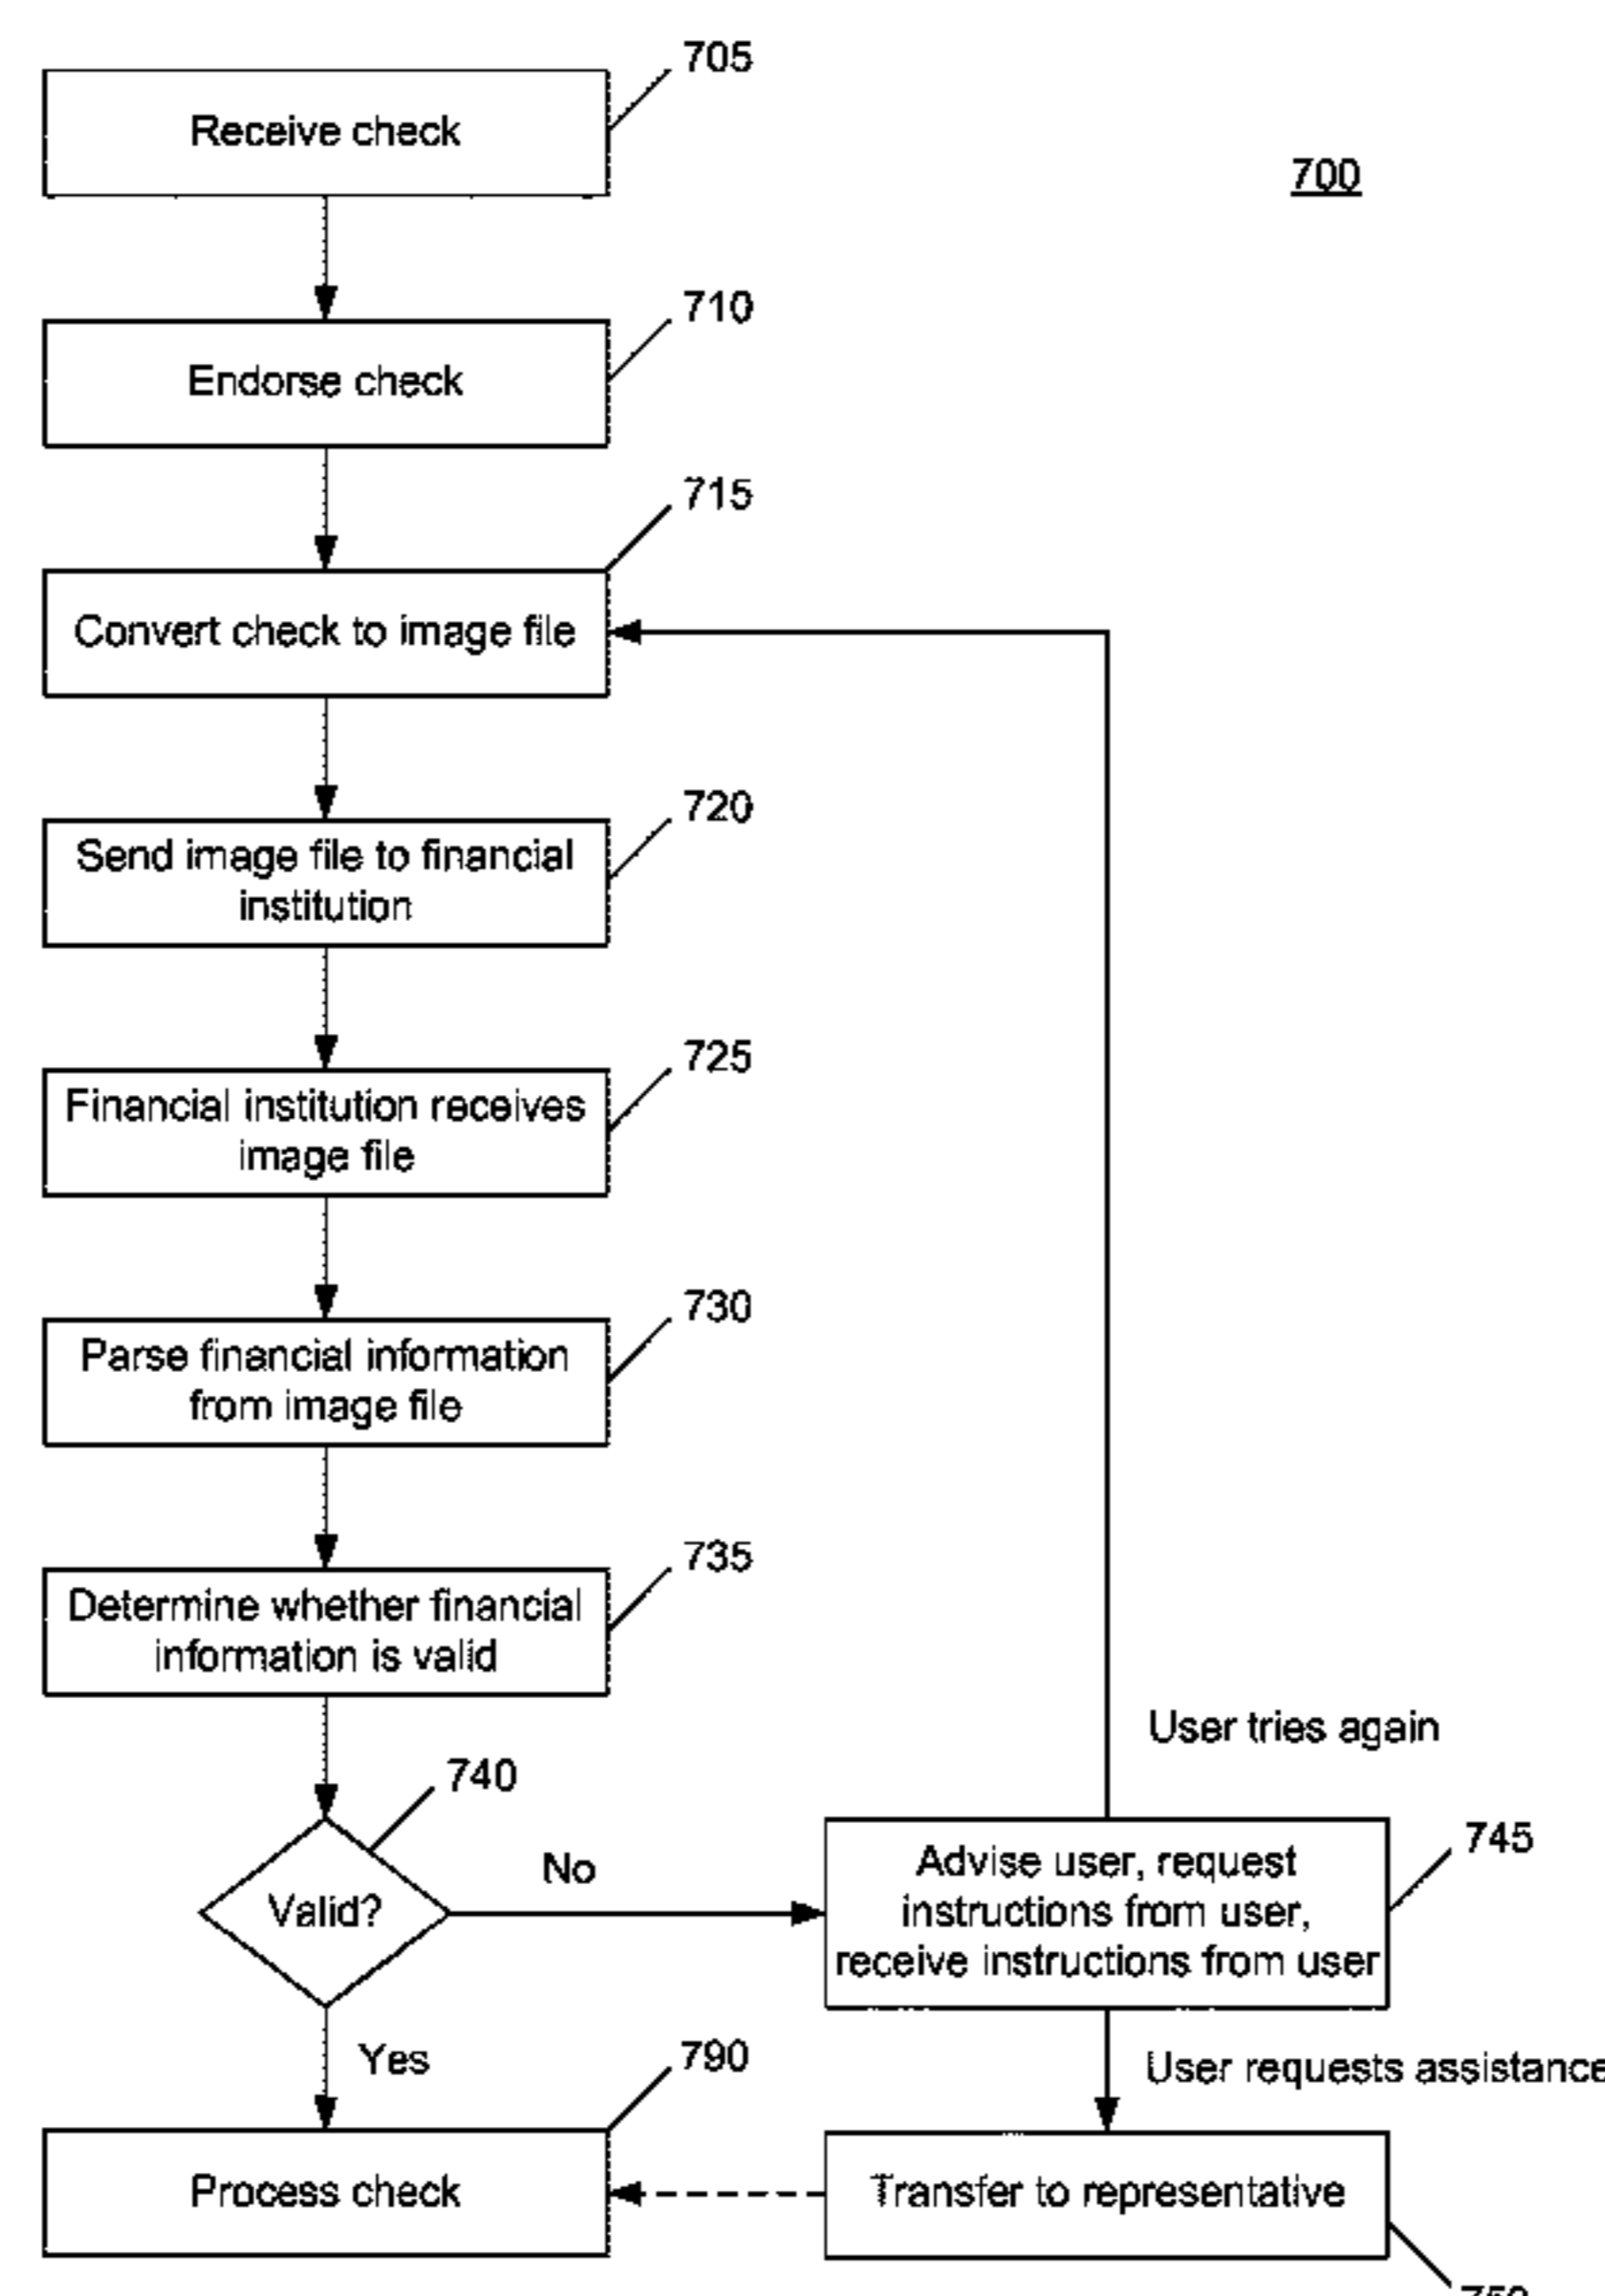 705
Receive check
700
710
Endorse check
715
Convert check to image file
720
Send image file to financial
institution
725
Financial institution receives
image file
730
Parse financial information
from image file
735
Determine whether financial
information is valid
User tries again
740
Valid?
No
745
Advise user, request
instructions from user,
receive instructions from user
Yes
790
User requests assistance
Process check
Transfer to representative